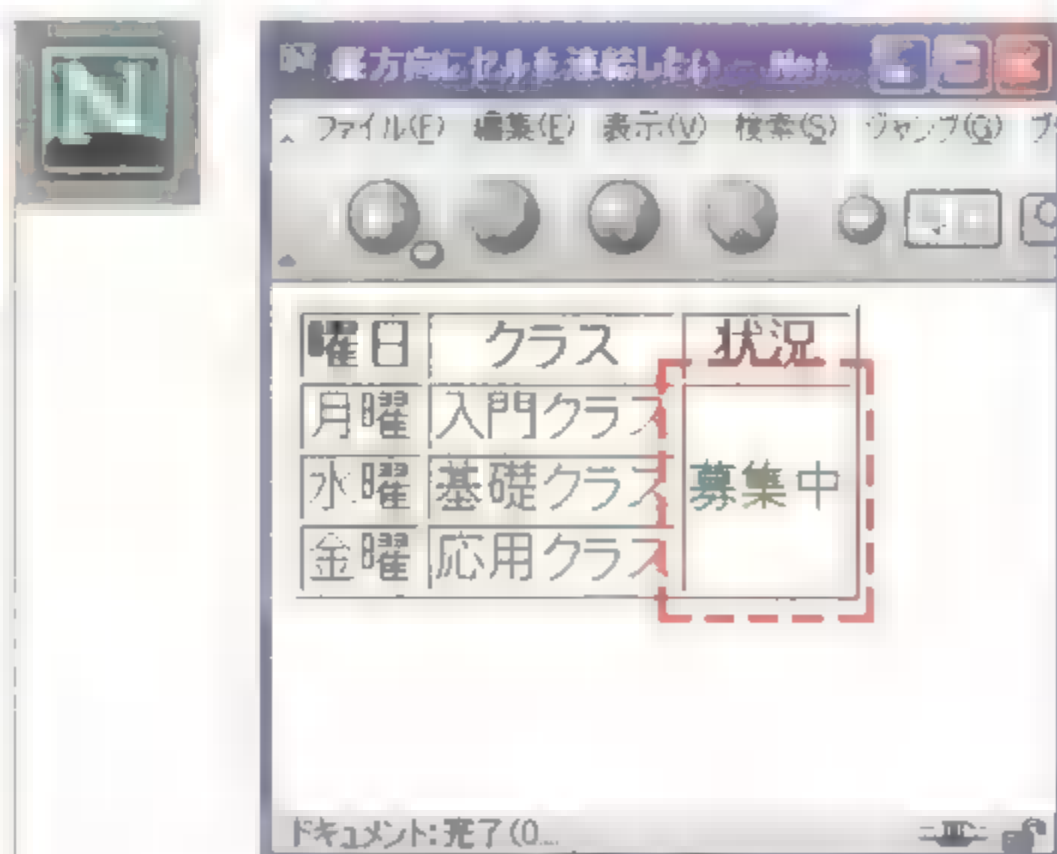 N
縦方向にセルを連結したい - Net
ファイル(F) 編集(E) 表示(V) 検索(S) ジャンプ(G) ブ
曜日 クラス 状況
月曜 入門クラス
水曜 基礎クラス 募集中
金曜 応用クラス
ドキュメント: 完了(0...